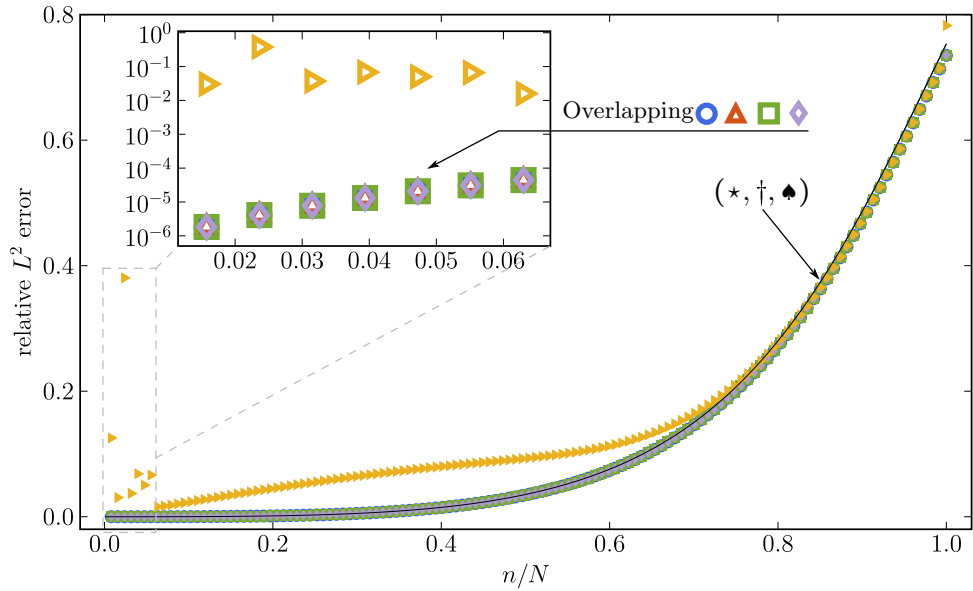 0.8
0.6
0.4
0.2
0.0
relative L² error
10⁰
10⁻¹
10⁻²
10⁻³
10⁻⁴
10⁻⁵
10⁻⁶
0.02 0.03 0.04 0.05 0.06
Overlapping
(⋆, †, ♠)
0.0 0.2 0.4 0.6 0.8 1.0
n/N